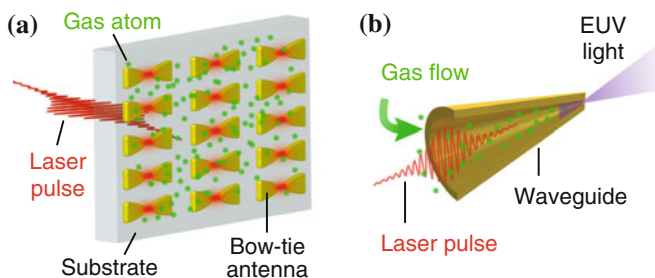 (a)
Gas atom
Laser
pulse
Substrate
Bow-tie
antenna
(b)
EUV
light
Gas flow
Waveguide
Laser pulse